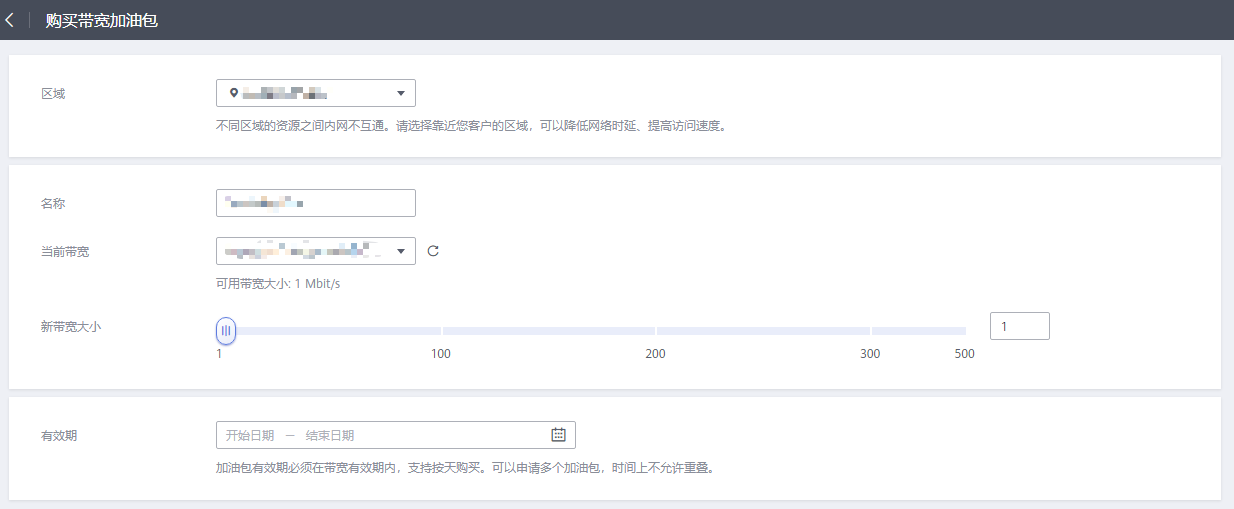 购买带宽加油包
区域
不同区域的资源之间内网不互通。请选择靠近您客户的区域，可以降低网络时延、提高访问速度。
名称
当前带宽
可用带宽大小: 1 Mbit/s
新带宽大小
1
1 100 200 300 500
有效期
开始日期 — 结束日期
加油包有效期必须在带宽有效期内，支持按天购买。可以申请多个加油包，时间上不允许重叠。